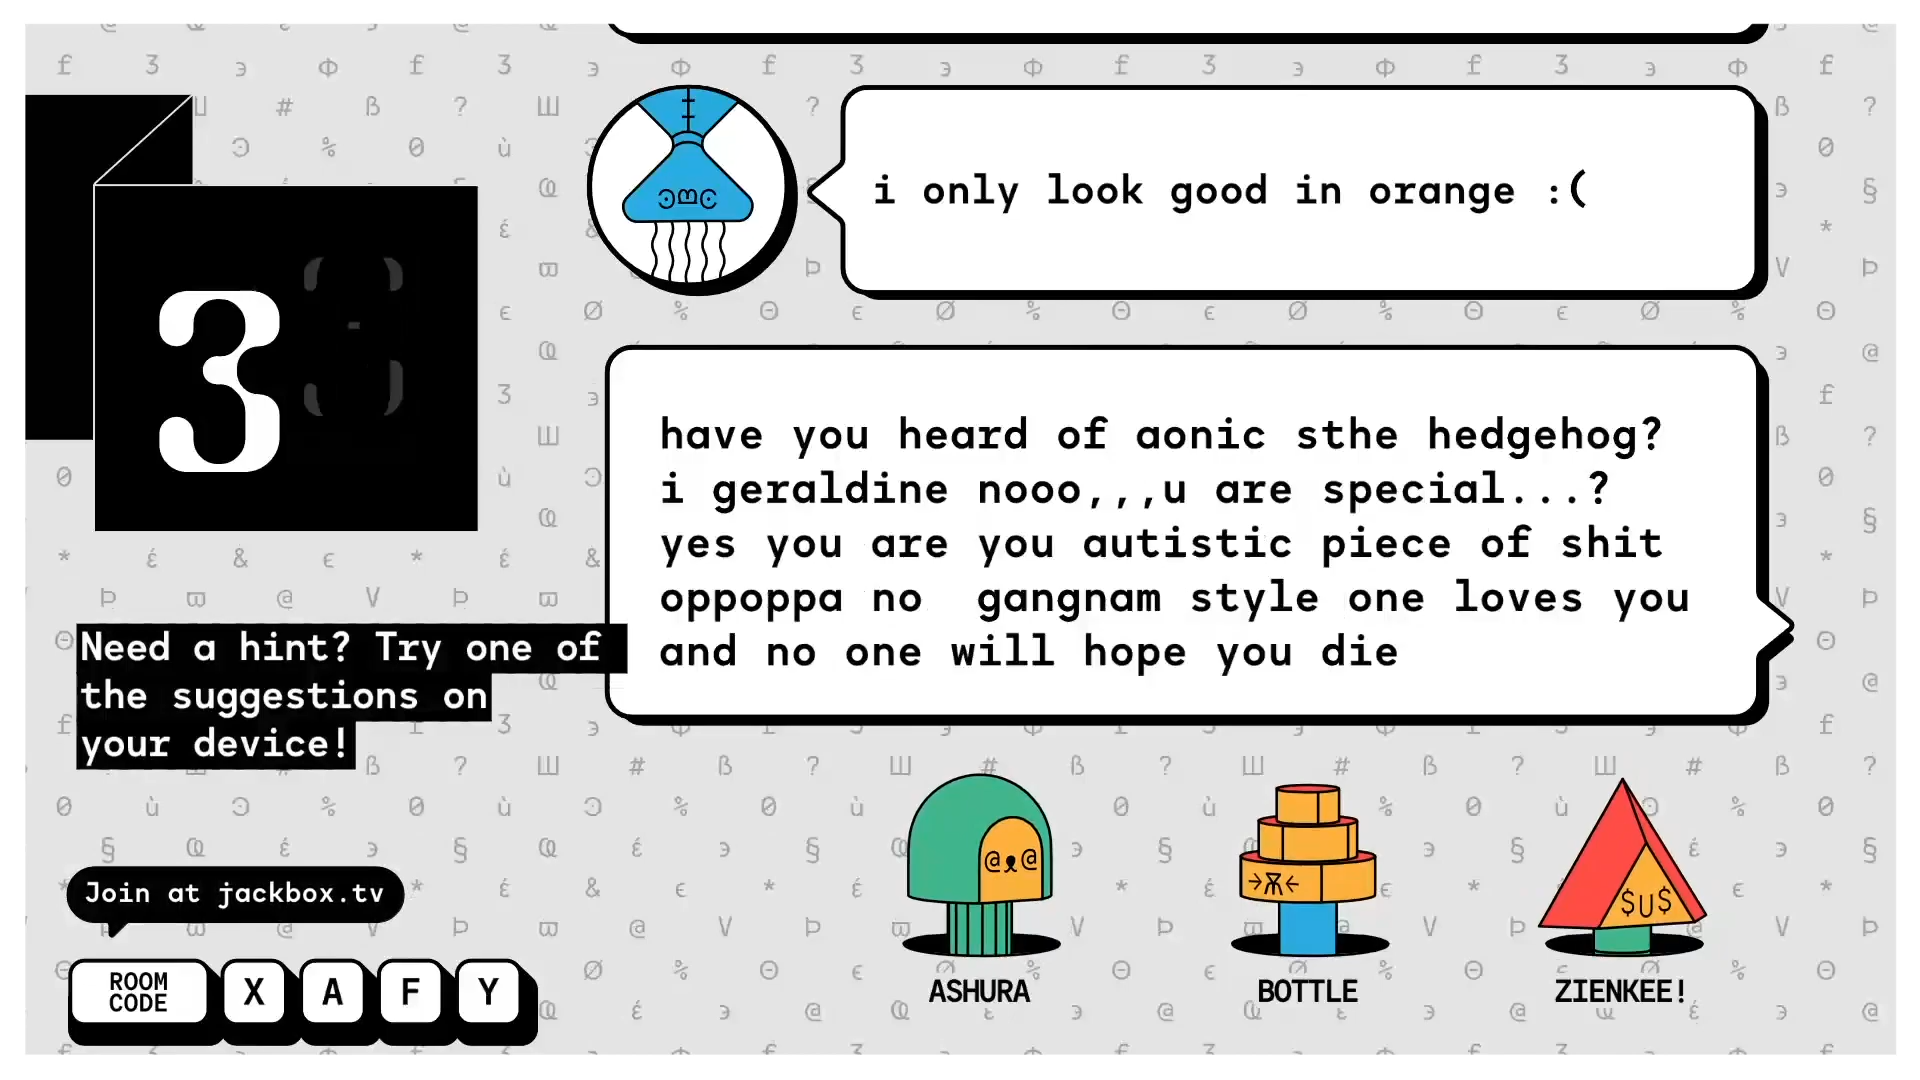 i only look good in orange :(
3
have you heard of aonic sthe hedgehog?
i geraldine nooo,,,u are special...?
yes you are you autistic piece of shit
oppoppa no  gangnam style one loves you
and no one will hope you die
Need a hint? Try one of
the suggestions on
your device!
Join at jackbox.tv
ROOM
CODE
X A F Y
ASHURA
BOTTLE
ZIENKEE!